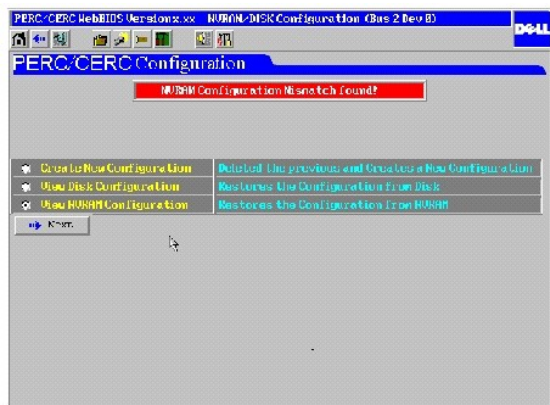 PERC/CERC WebBIOS Version x.xx NVRAM/DISK Configuration (Bus 2 Dev 8)
DELL
PERC/CERC Configuration
NVRAM Configuration Mismatch found!
Create New Configuration Deleted the previous and Creates a New Configuration
View Disk Configuration Restores the Configuration from Disk
View NVRAM Configuration Restores the Configuration from NVRAM
Next